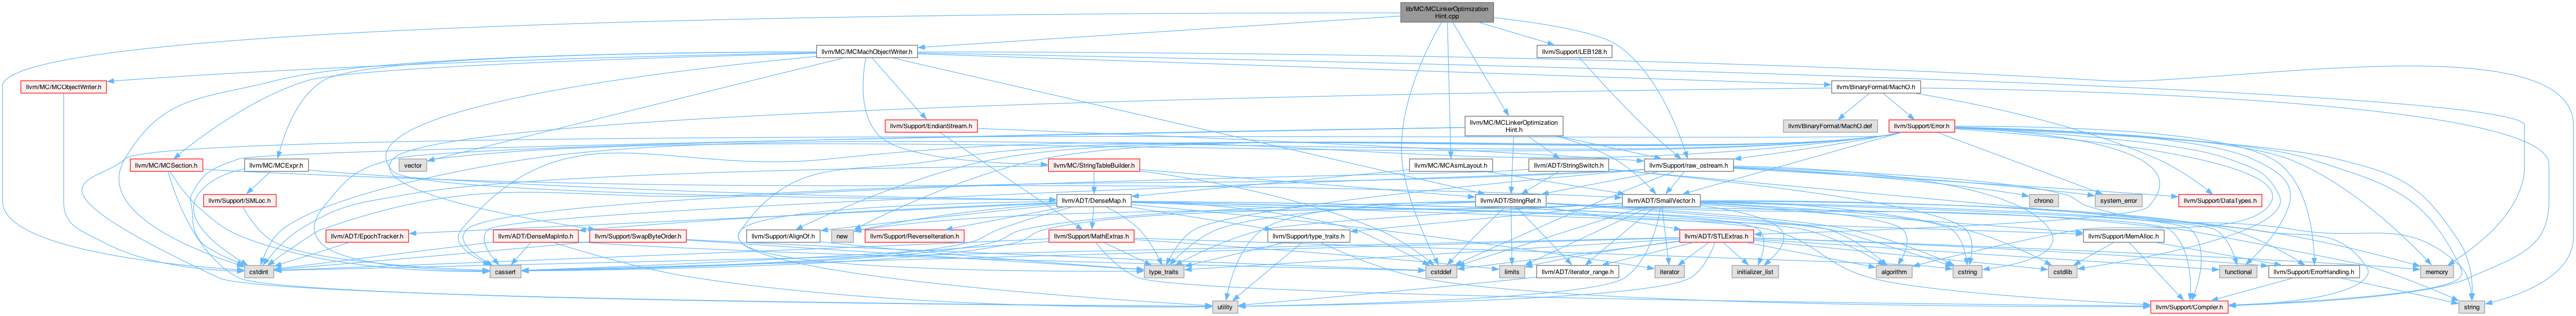 lib/MC/MCLinkerOptimization
Hint.cpp
llvm/MC/MCMachObjectWriter.h
llvm/Support/LEB128.h
llvm/MC/MCObjectWriter.h
llvm/BinaryFormat/MachO.h
llvm/Support/EndianStream.h
llvm/MC/MCLinkerOptimization
Hint.h
llvm/BinaryFormat/MachO.def
llvm/Support/Error.h
llvm/MC/MCSection.h
llvm/MC/MCExpr.h
vector
llvm/MC/StringTableBuilder.h
llvm/MC/MCAsmLayout.h
llvm/ADT/StringSwitch.h
llvm/Support/raw_ostream.h
llvm/Support/SMLoc.h
llvm/ADT/DenseMap.h
llvm/ADT/StringRef.h
llvm/ADT/SmallVector.h
chrono
system_error
llvm/Support/DataTypes.h
llvm/ADT/EpochTracker.h
llvm/ADT/DenseMapInfo.h
llvm/Support/SwapByteOrder.h
llvm/Support/AlignOf.h
new
llvm/Support/ReverseIteration.h
llvm/Support/MathExtras.h
llvm/Support/type_traits.h
llvm/ADT/STLExtras.h
llvm/Support/MemAlloc.h
cstdint
cassert
type_traits
cstddef
limits
llvm/ADT/iterator_range.h
iterator
initializer_list
algorithm
cstring
cstdlib
functional
llvm/Support/ErrorHandling.h
memory
utility
llvm/Support/Compiler.h
string